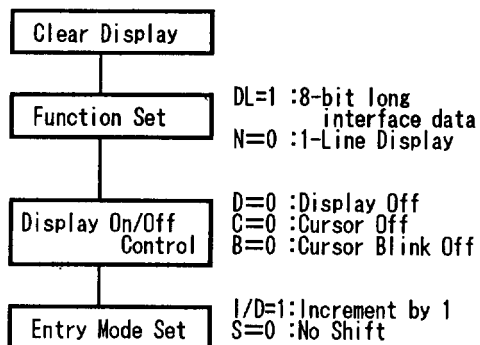 Clear Display
Function Set
DL=1 :8-bit long
interface data
N=0 :1-Line Display
Display On/Off
Control
D=0 :Display Off
C=0 :Cursor Off
B=0 :Cursor Blink Off
Entry Mode Set
I/D=1:Increment by 1
S=0 :No Shift